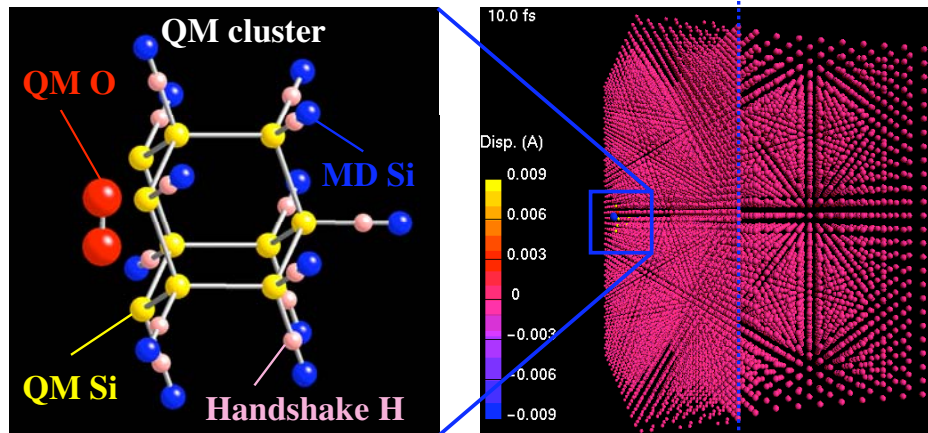 QM cluster
QM O
MD Si
QM Si
Handshake H
10.0 fs
Disp. (A)
0.009
0.006
0.003
0
−0.003
−0.006
−0.009